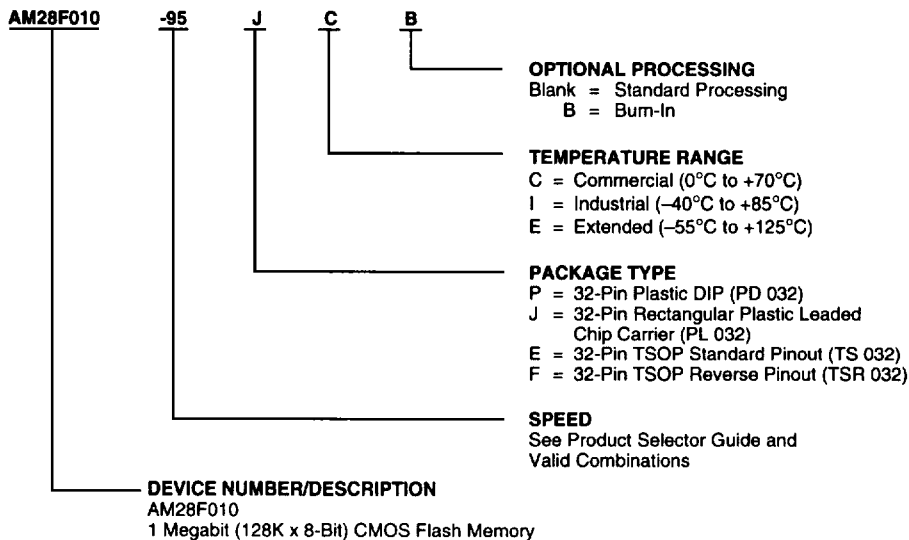 AM28F010 -95 J C B
OPTIONAL PROCESSING
Blank = Standard Processing
B = Burn-In
TEMPERATURE RANGE
C = Commercial (0°C to +70°C)
I = Industrial (–40°C to +85°C)
E = Extended (–55°C to +125°C)
PACKAGE TYPE
P = 32-Pin Plastic DIP (PD 032)
J = 32-Pin Rectangular Plastic Leaded
Chip Carrier (PL 032)
E = 32-Pin TSOP Standard Pinout (TS 032)
F = 32-Pin TSOP Reverse Pinout (TSR 032)
SPEED
See Product Selector Guide and
Valid Combinations
DEVICE NUMBER/DESCRIPTION
AM28F010
1 Megabit (128K x 8-Bit) CMOS Flash Memory